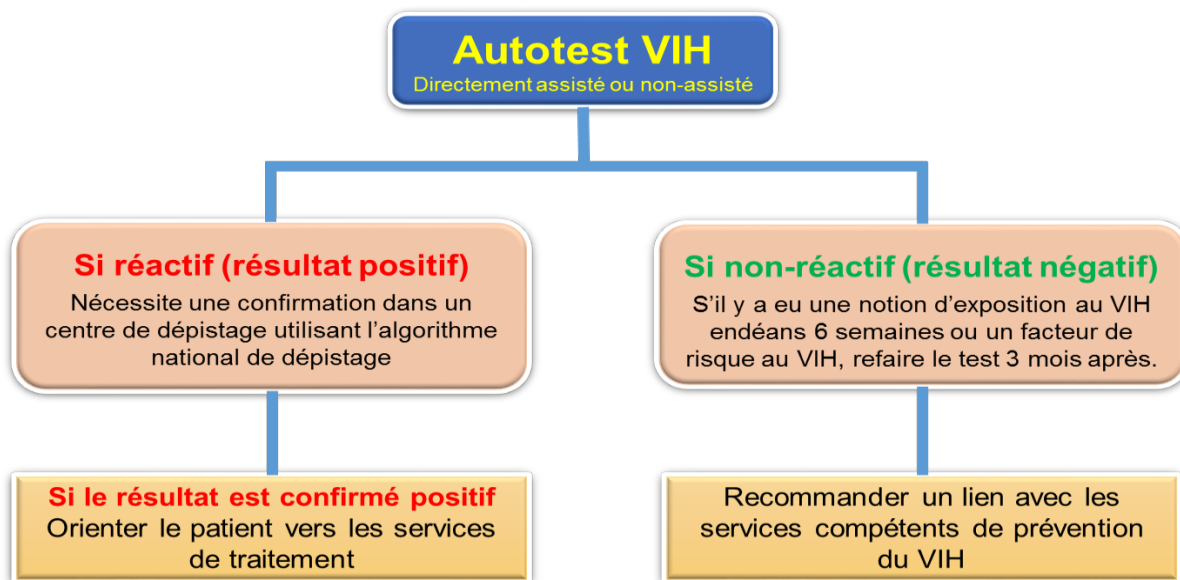 Autotest VIH
Directement assisté ou non-assisté
Si réactif (résultat positif)
Nécessite une confirmation dans un
centre de dépistage utilisant l’algorithme
national de dépistage
Si non-réactif (résultat négatif)
S’il y a eu une notion d’exposition au VIH
endéans 6 semaines ou un facteur de
risque au VIH, refaire le test 3 mois après.
Si le résultat est confirmé positif
Orienter le patient vers les services
de traitement
Recommander un lien avec les
services compétents de prévention
du VIH